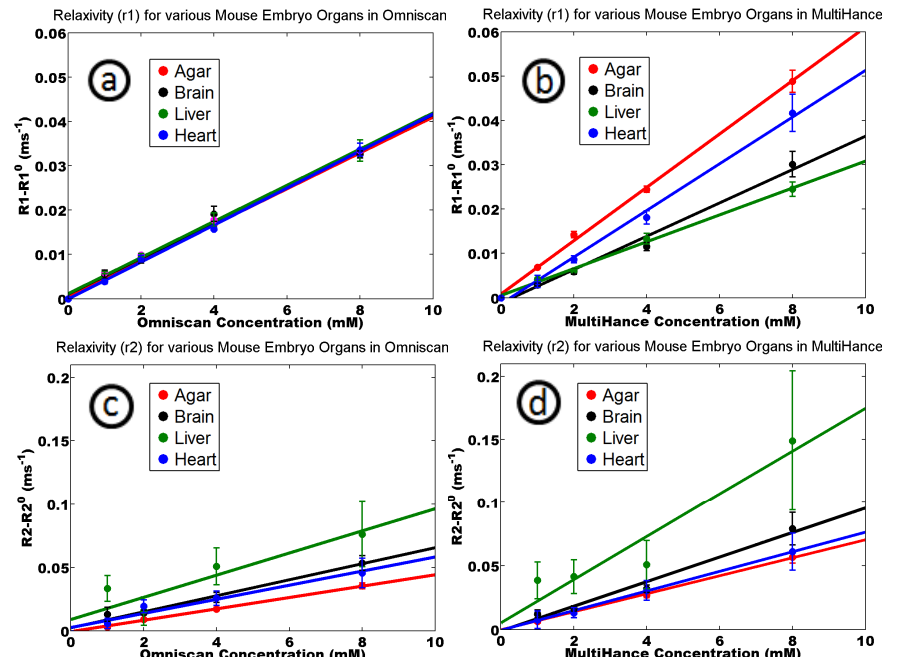 Relaxivity (r1) for various Mouse Embryo Organs in Omniscan
0.06
0.05
0.04
0.03
0.02
0.01
0
R1-R1⁰ (ms⁻¹)
a
Agar
Brain
Liver
Heart
0 2 4 6 8 10
Omniscan Concentration (mM)
Relaxivity (r1) for various Mouse Embryo Organs in MultiHance
0.06
0.05
0.04
0.03
0.02
0.01
0
R1-R1⁰ (ms⁻¹)
b
Agar
Brain
Liver
Heart
0 2 4 6 8 10
MultiHance Concentration (mM)
Relaxivity (r2) for various Mouse Embryo Organs in Omniscan
0.2
0.15
0.1
0.05
0
R2-R2⁰ (ms⁻¹)
c
Agar
Brain
Liver
Heart
0 2 4 6 8 10
Omniscan Concentration (mM)
Relaxivity (r2) for various Mouse Embryo Organs in MultiHance
0.2
0.15
0.1
0.05
0
R2-R2⁰ (ms⁻¹)
d
Agar
Brain
Liver
Heart
0 2 4 6 8 10
MultiHance Concentration (mM)